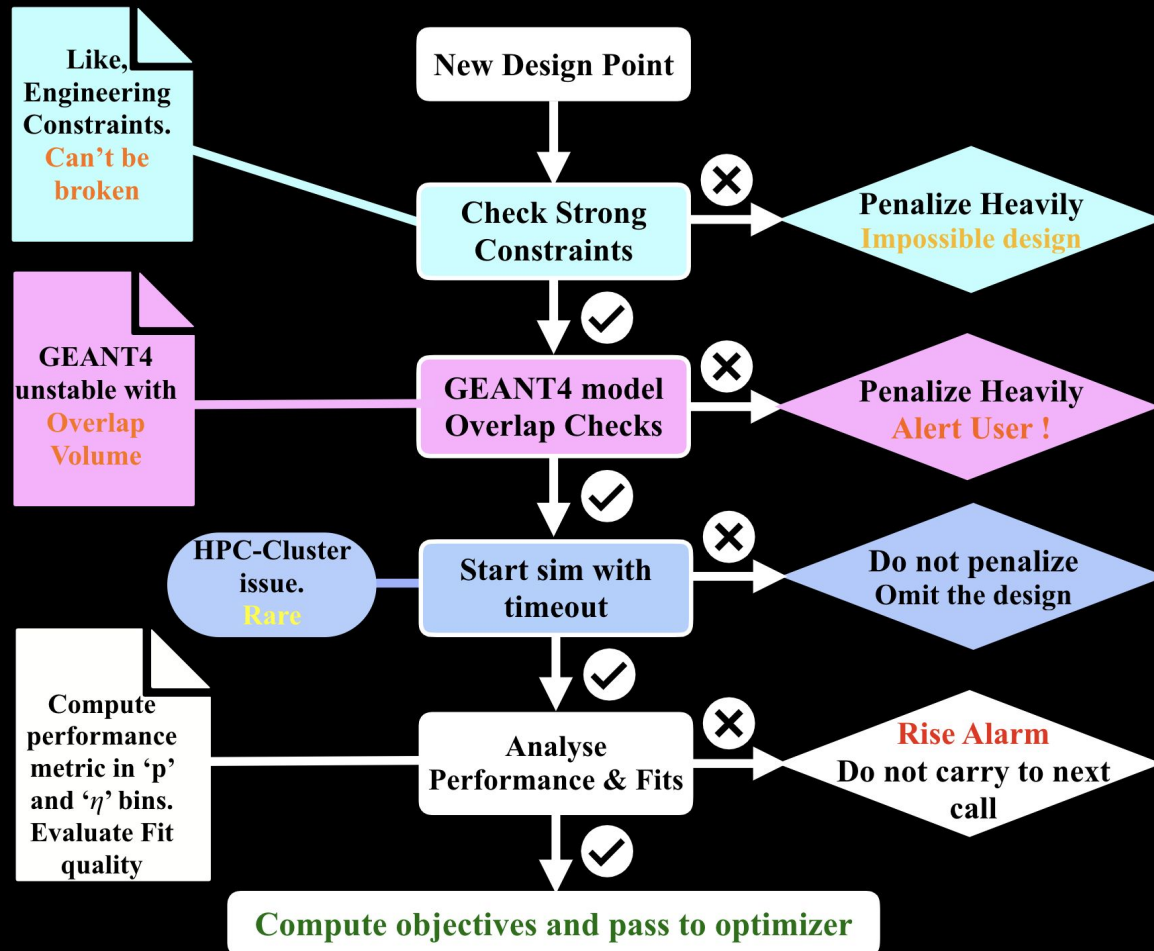 Like,
Engineering
Constraints.
Can't be
broken
New Design Point
Check Strong
Constraints
Penalize Heavily
Impossible design
GEANT4
unstable with
Overlap
Volume
GEANT4 model
Overlap Checks
Penalize Heavily
Alert User !
HPC-Cluster
issue.
Rare
Start sim with
timeout
Do not penalize
Omit the design
Compute
performance
metric in ‘p’
and ‘η’ bins.
Evaluate Fit
quality
Analyse
Performance & Fits
Rise Alarm
Do not carry to next
call
Compute objectives and pass to optimizer